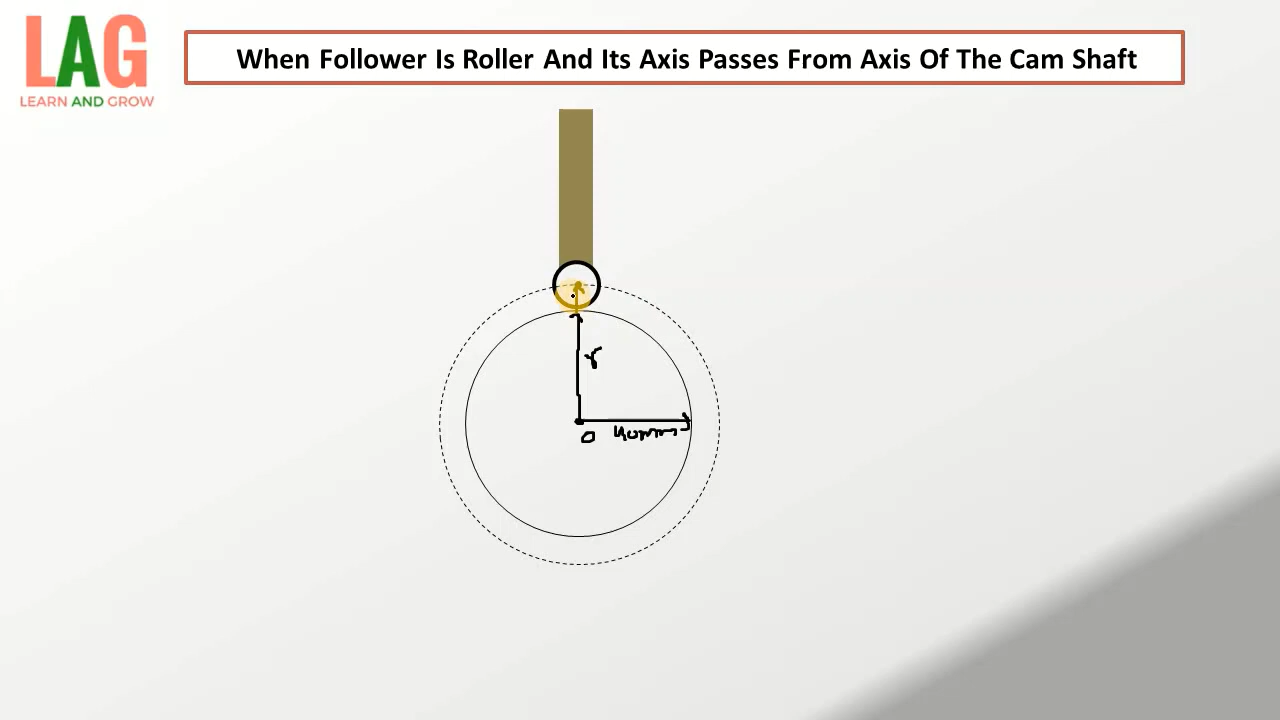 LAG
LEARN AND GROW
When Follower Is Roller And Its Axis Passes From Axis Of The Cam Shaft
r
O
40mm